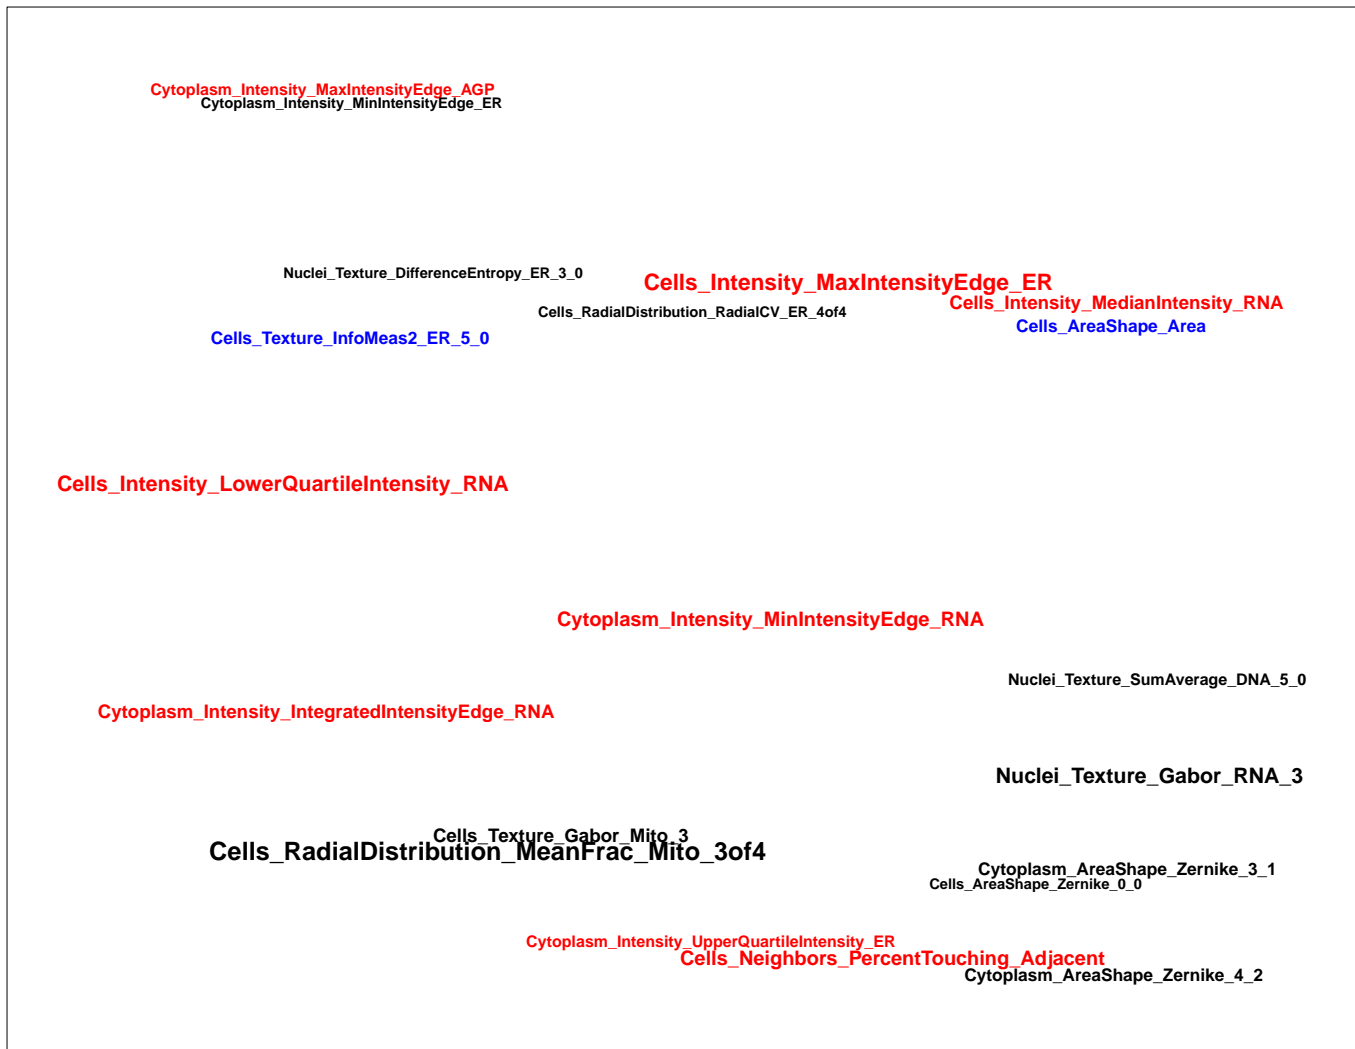 Cytoplasm_Intensity_MaxIntensityEdge_AGP
Cytoplasm_Intensity_MinIntensityEdge_ER
Nuclei_Texture_DifferenceEntropy_ER_3_0
Cells_Intensity_MaxIntensityEdge_ER
Cells_Intensity_MedianIntensity_RNA
Cells_RadialDistribution_RadialCV_ER_4of4
Cells_AreaShape_Area
Cells_Texture_InfoMeas2_ER_5_0
Cells_Intensity_LowerQuartileIntensity_RNA
Cytoplasm_Intensity_MinIntensityEdge_RNA
Nuclei_Texture_SumAverage_DNA_5_0
Cytoplasm_Intensity_IntegratedIntensityEdge_RNA
Nuclei_Texture_Gabor_RNA_3
Cells_Texture_Gabor_Mito_3
Cells_RadialDistribution_MeanFrac_Mito_3of4
Cytoplasm_AreaShape_Zernike_3_1
Cells_AreaShape_Zernike_0_0
Cytoplasm_Intensity_UpperQuartileIntensity_ER
Cells_Neighbors_PercentTouching_Adjacent
Cytoplasm_AreaShape_Zernike_4_2